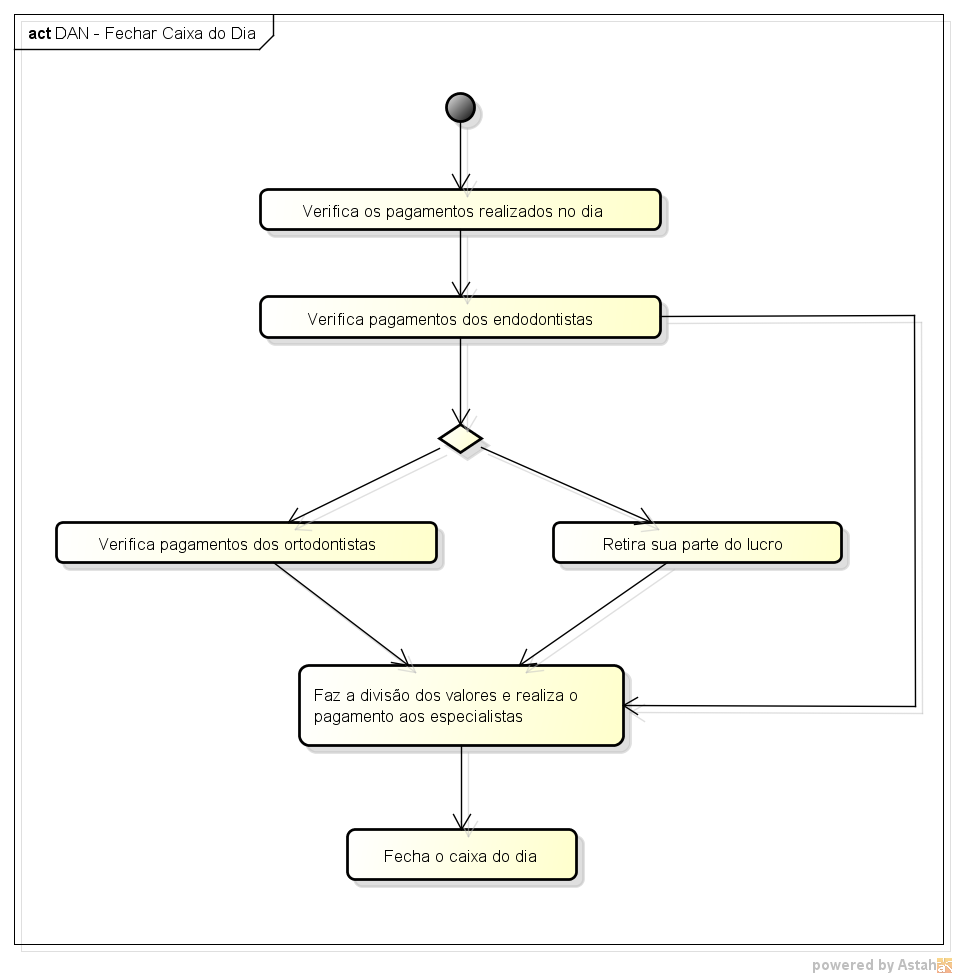 act DAN - Fechar Caixa do Dia
Verifica os pagamentos realizados no dia
Verifica pagamentos dos endodontistas
Verifica pagamentos dos ortodontistas
Retira sua parte do lucro
Faz a divisão dos valores e realiza o
pagamento aos especialistas
Fecha o caixa do dia
powered by Astah